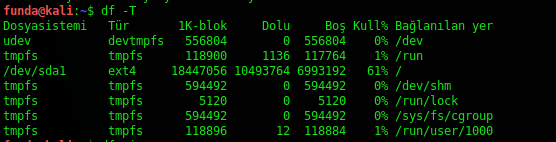 funda@kali:~$ df -T
Dosyasistemi   Tür         1K-blok     Dolu     Boş Kull% Bağlanılan yer
udev           devtmpfs     556804        0  556804    0% /dev
tmpfs          tmpfs        118900     1136  117764    1% /run
/dev/sda1      ext4       18447056 10493764 6993192   61% /
tmpfs          tmpfs        594492        0  594492    0% /dev/shm
tmpfs          tmpfs          5120        0    5120    0% /run/lock
tmpfs          tmpfs        594492        0  594492    0% /sys/fs/cgroup
tmpfs          tmpfs        118896       12  118884    1% /run/user/1000